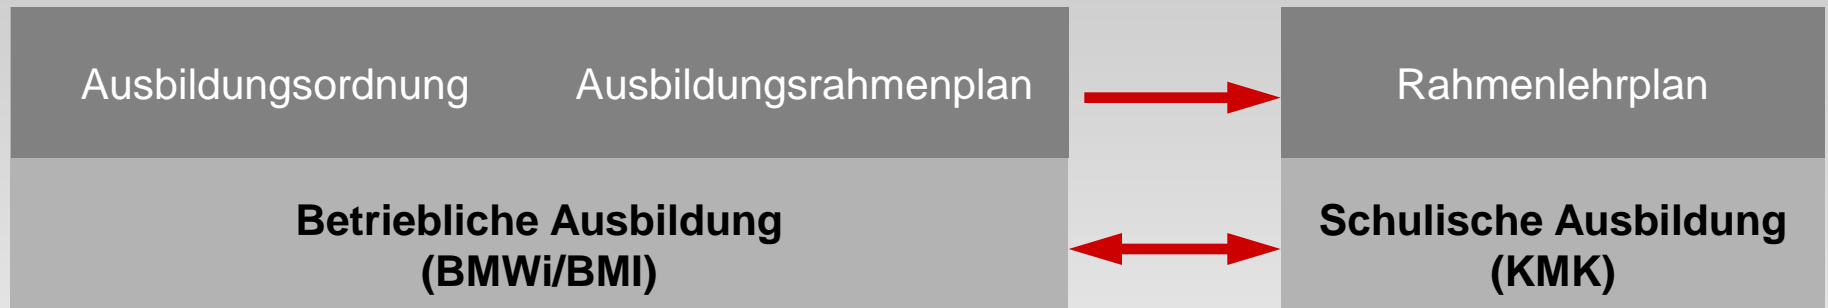 Ausbildungsordnung Ausbildungsrahmenplan Rahmenlehrplan
Betriebliche Ausbildung
(BMWi/BMI)
Schulische Ausbildung
(KMK)